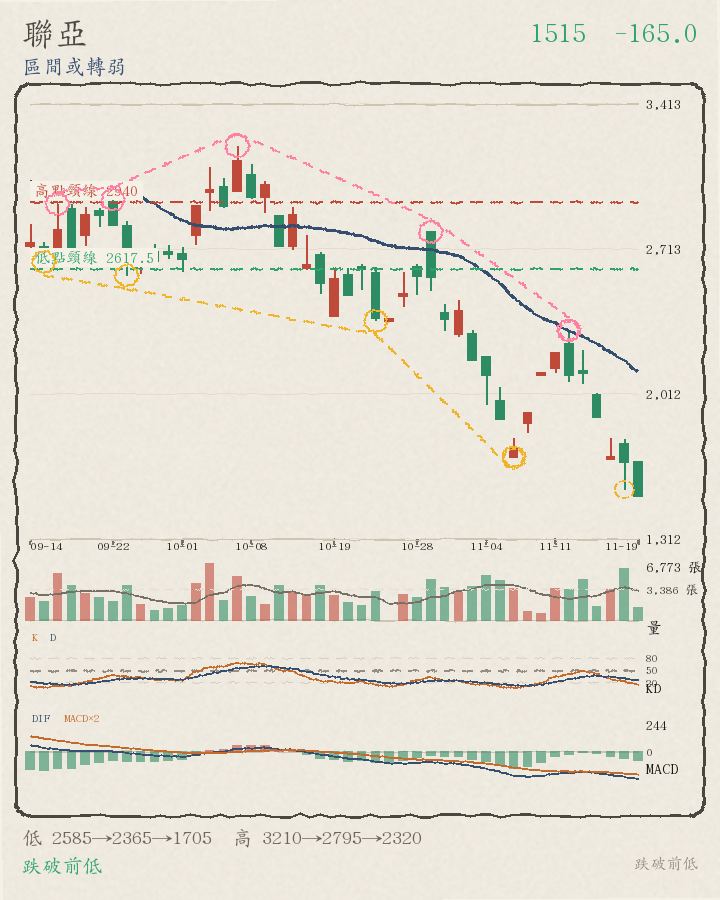 聯亞
1515 -165.0
區間或轉弱
3,413
高點頸線 2940
2,713
低點頸線 2617.5
2,012
1,312
09-14 09-22 10-01 10-08 10-19 10-28 11-04 11-11 11-19
6,773 張
3,386 張
量
K D
80
50
20
KD
DIF MACD×2
244
0
MACD
低 2585→2365→1705 高 3210→2795→2320
跌破前低
跌破前低